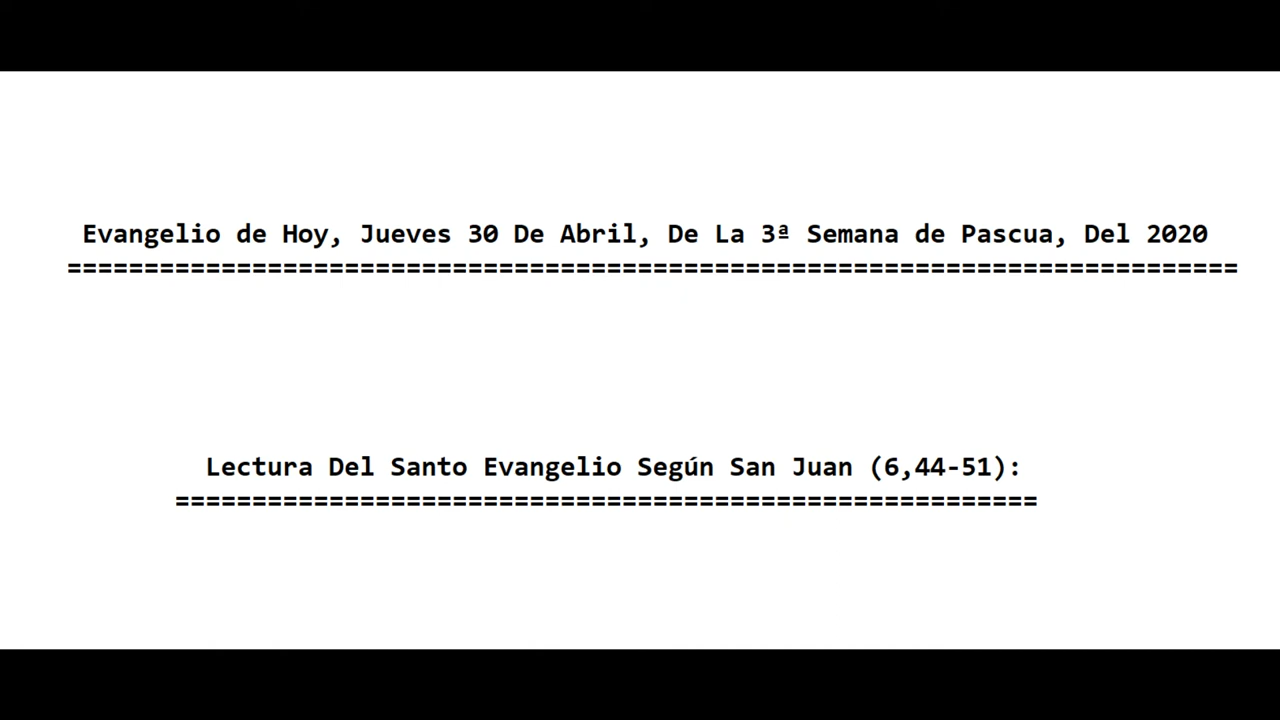 Evangelio de Hoy, Jueves 30 De Abril, De La 3ª Semana de Pascua, Del 2020
============================================================================
Lectura Del Santo Evangelio Según San Juan (6,44-51):
========================================================